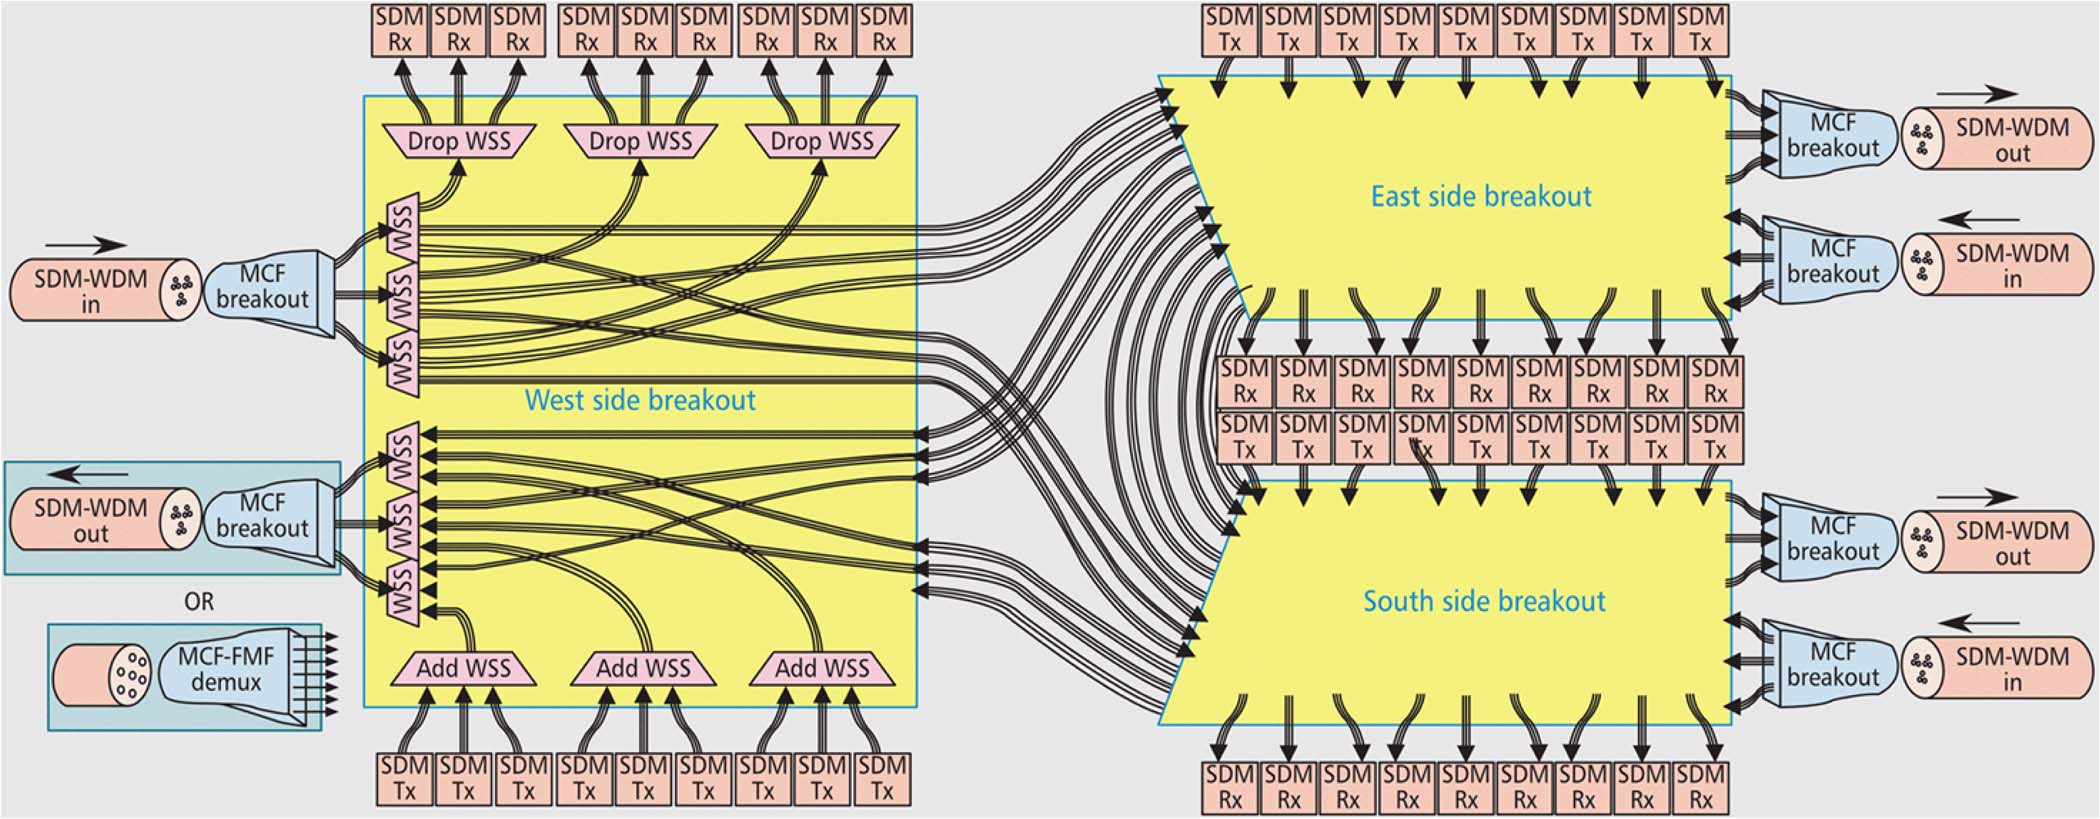 SDM SDM SDM SDM SDM SDM SDM SDM SDM
Rx Rx Rx Rx Rx Rx Rx Rx Rx
Drop WSS Drop WSS Drop WSS
WSS
WSS
WSS
SDM-WDM
in
MCF
breakout
West side breakout
WSS
WSS
WSS
SDM-WDM
out
MCF
breakout
OR
MCF-FMF
demux
Add WSS Add WSS Add WSS
SDM SDM SDM SDM SDM SDM SDM SDM SDM
Tx Tx Tx Tx Tx Tx Tx Tx Tx
SDM SDM SDM SDM SDM SDM SDM SDM SDM
Tx Tx Tx Tx Tx Tx Tx Tx Tx
East side breakout
MCF
breakout
SDM-WDM
out
MCF
breakout
SDM-WDM
in
SDM SDM SDM SDM SDM SDM SDM SDM SDM
Rx Rx Rx Rx Rx Rx Rx Rx Rx
SDM SDM SDM SDM SDM SDM SDM SDM SDM
Tx Tx Tx Tx Tx Tx Tx Tx Tx
South side breakout
MCF
breakout
SDM-WDM
out
MCF
breakout
SDM-WDM
in
SDM SDM SDM SDM SDM SDM SDM SDM SDM
Rx Rx Rx Rx Rx Rx Rx Rx Rx